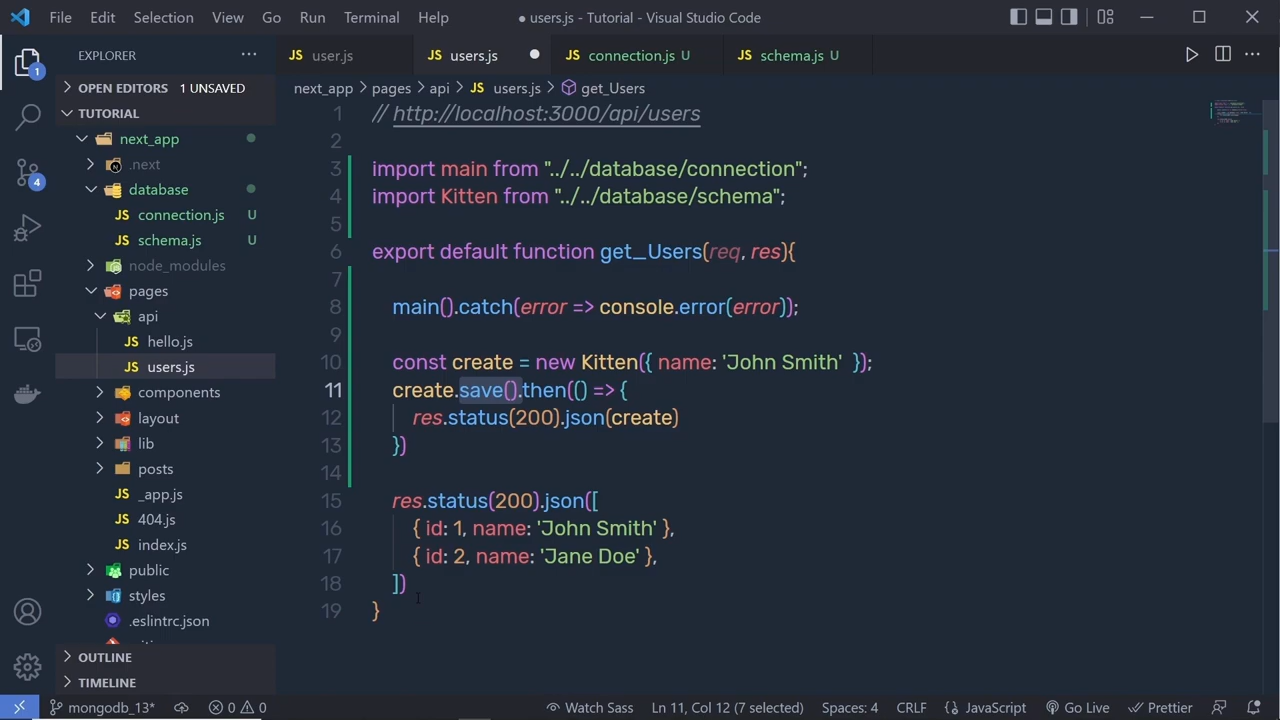 File Edit Selection View Go Run Terminal Help
● users.js - Tutorial - Visual Studio Code
EXPLORER
user.js
users.js
connection.js U
schema.js U
OPEN EDITORS 1 UNSAVED
next_app > pages > api > users.js > get_Users
TUTORIAL
next_app
.next
database
connection.js U
schema.js U
node_modules
pages
api
hello.js
users.js
components
layout
lib
posts
_app.js
404.js
index.js
public
styles
.eslintrc.json
OUTLINE
TIMELINE
1
4
1 // http://localhost:3000/api/users
2
3 import main from "../../database/connection";
4 import Kitten from "../../database/schema";
5
6 export default function get_Users(req, res){
7
8 main().catch(error => console.error(error));
9
10 const create = new Kitten({ name: 'John Smith' });
11 create.save().then(() => {
12 res.status(200).json(create)
13 })
14
15 res.status(200).json([
16 { id: 1, name: 'John Smith' },
17 { id: 2, name: 'Jane Doe' },
18 ])
19 }
mongodb_13* 0 0 Watch Sass Ln 11, Col 12 (7 selected) Spaces: 4 CRLF {} JavaScript Go Live Prettier